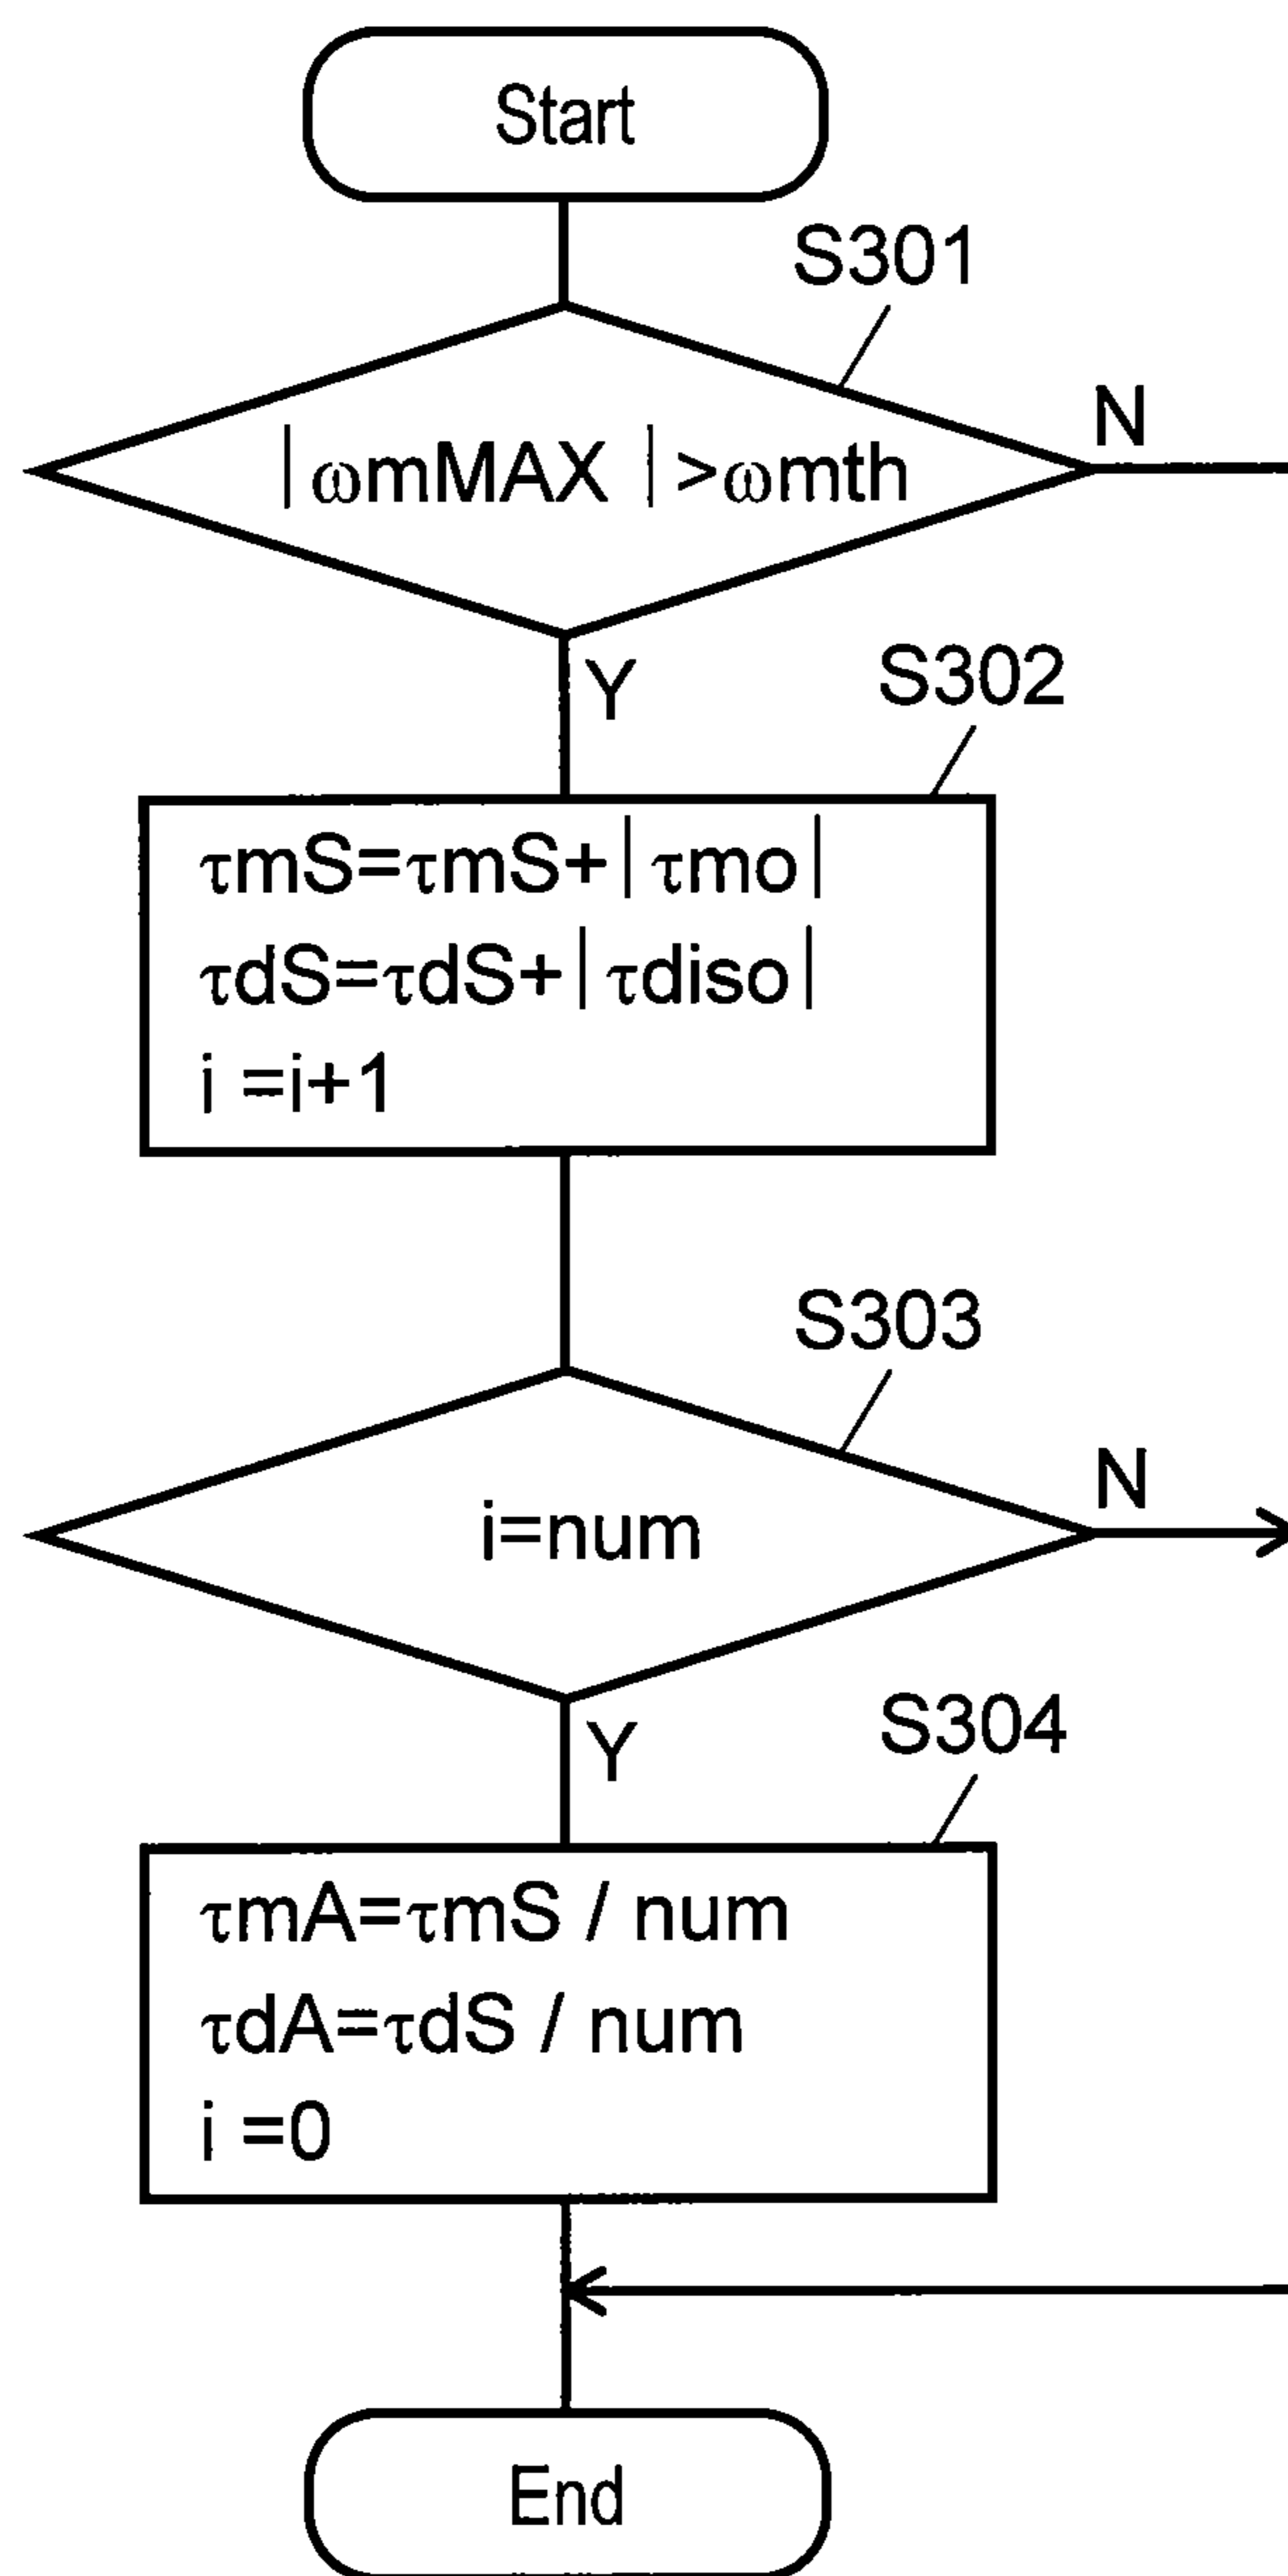 Start
S301
|ωmMAX|>ωmth
N
Y
S302
τmS=τmS+|τmo|
τdS=τdS+|τdiso|
i =i+1
S303
i=num
N
Y
S304
τmA=τmS / num
τdA=τdS / num
i =0
End